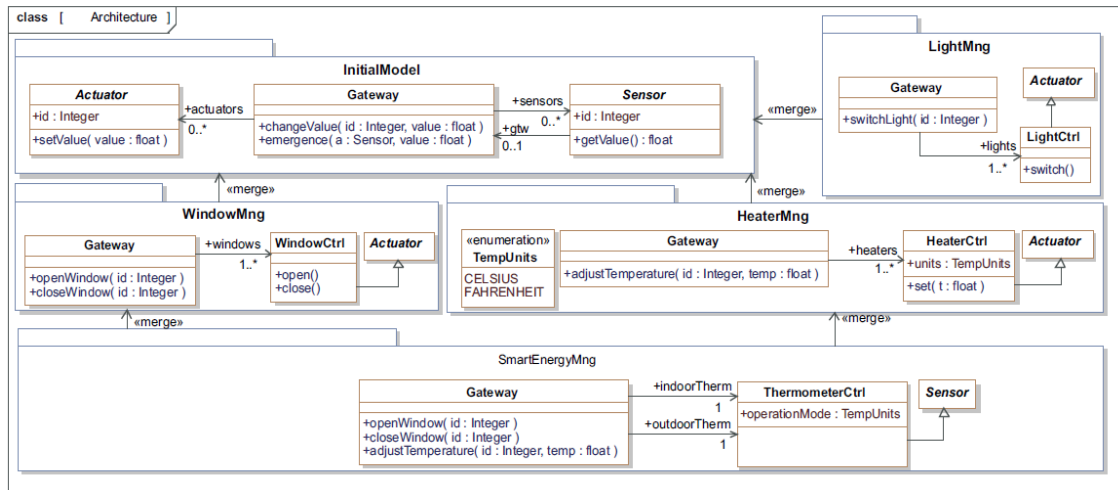 class [ Architecture ]
InitialModel
Actuator
+id : Integer
+setValue( value : float)
+actuators
0..*
Gateway
+changeValue( id : Integer, value : float )
+emergence( a : Sensor, value : float)
+sensors
0..*
+gtw
0..1
Sensor
+id : Integer
+getValue() : float
«merge»
LightMng
Gateway
+switchLight( id : Integer )
Actuator
+lights
1..*
LightCtrl
+switch()
«merge»
«merge»
WindowMng
Gateway
+openWindow( id : Integer )
+closeWindow( id : Integer )
+windows
1..*
WindowCtrl
+open()
+close()
Actuator
HeaterMng
«enumeration»
TempUnits
CELSIUS
FAHRENHEIT
Gateway
+adjustTemperature( id : Integer, temp : float )
+heaters
1..*
HeaterCtrl
+units : TempUnits
+set( t : float )
Actuator
«merge»
«merge»
SmartEnergyMng
Gateway
+openWindow( id : Integer )
+closeWindow( id : Integer )
+adjustTemperature( id : Integer, temp : float )
+indoorTherm
1
+outdoorTherm
1
ThermometerCtrl
+operationMode : TempUnits
Sensor